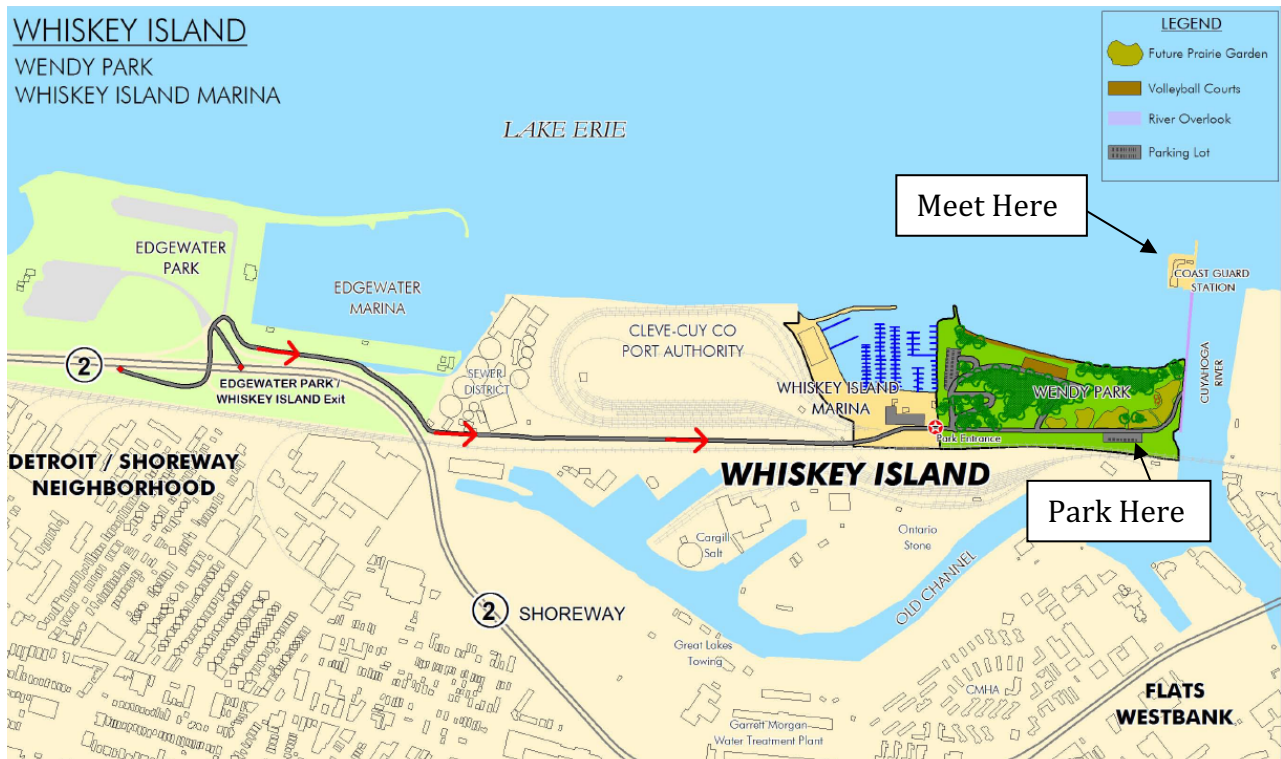 WHISKEY ISLAND
WENDY PARK
WHISKEY ISLAND MARINA
LEGEND
Future Prairie Garden
Volleyball Courts
River Overlook
Parking Lot
LAKE ERIE
Meet Here
COAST GUARD
STATION
EDGEWATER
PARK
EDGEWATER
MARINA
CLEVE-CUY CO
PORT AUTHORITY
2
EDGEWATER PARK /
WHISKEY ISLAND Exit
SEWER
DISTRICT
WHISKEY ISLAND
MARINA
WENDY PARK
CUYAHOGA
RIVER
Park Entrance
DETROIT / SHOREWAY
NEIGHBORHOOD
WHISKEY ISLAND
Park Here
Cargill
Salt
Ontario
Stone
OLD CHANNEL
2
SHOREWAY
Great Lakes
Towing
CMHA
FLATS
WESTBANK
Garrett Morgan
Water Treatment Plant